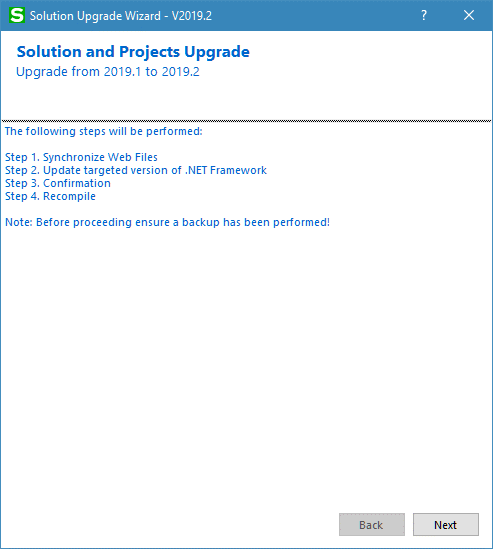 S Solution Upgrade Wizard - V2019.2 ?
Solution and Projects Upgrade
Upgrade from 2019.1 to 2019.2
The following steps will be performed:
Step 1. Synchronize Web Files
Step 2. Update targeted version of .NET Framework
Step 3. Confirmation
Step 4. Recompile
Note: Before proceeding ensure a backup has been performed!
Back Next